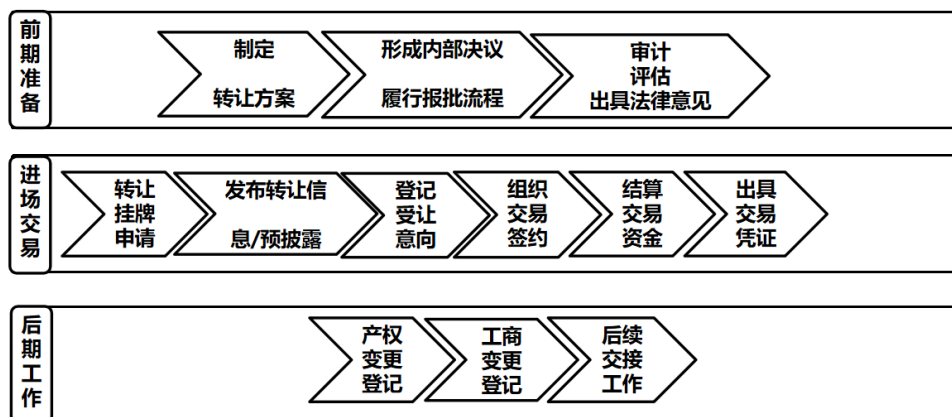 前期准备
制定
转让方案
形成内部决议
履行报批流程
审计
评估
出具法律意见
进场交易
转让
挂牌
申请
发布转让信
息/预披露
登记
受让
意向
组织
交易
签约
结算
交易
资金
出具
交易
凭证
后期工作
产权
变更
登记
工商
变更
登记
后续
交接
工作